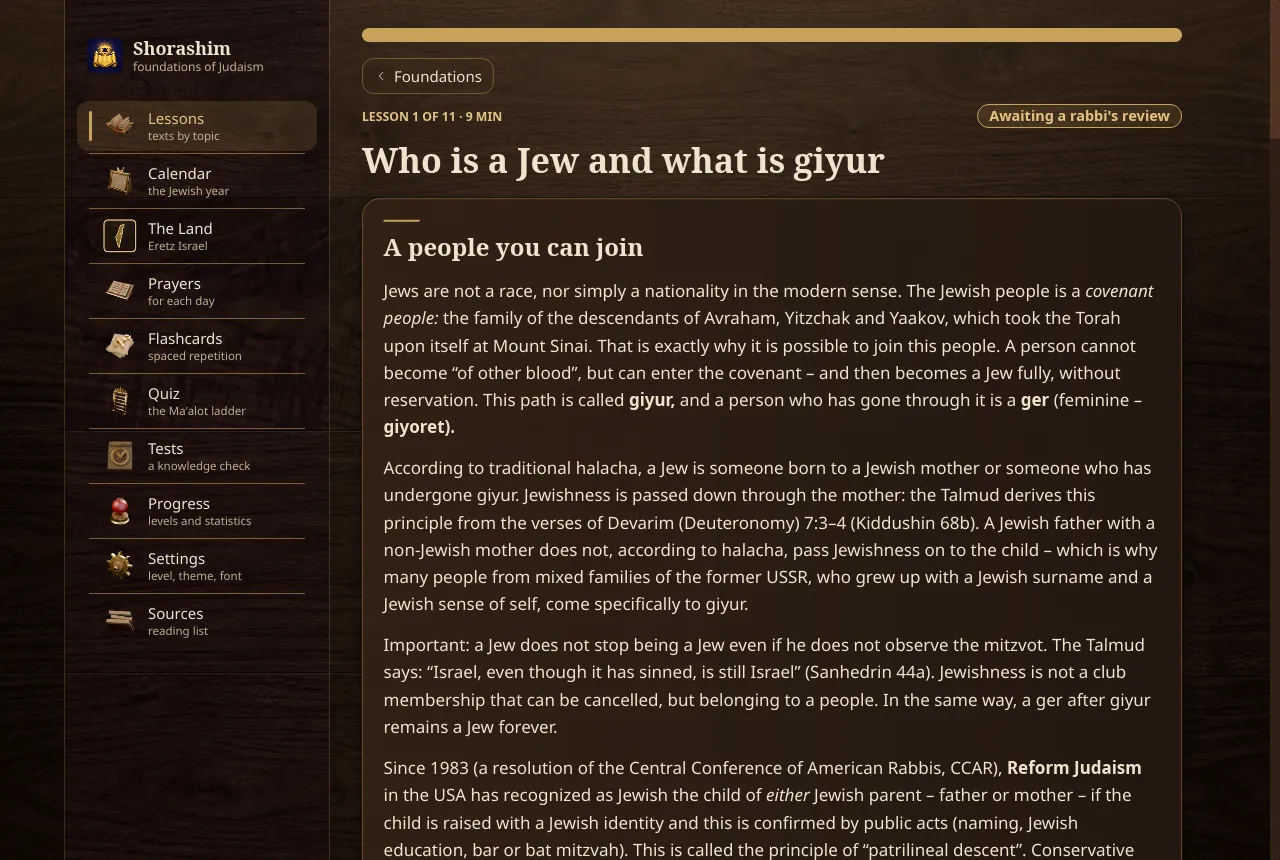 Shorashim
foundations of Judaism
Lessons
texts by topic
Calendar
the Jewish year
The Land
Eretz Israel
Prayers
for each day
Flashcards
spaced repetition
Quiz
the Ma'alot ladder
Tests
a knowledge check
Progress
levels and statistics
Settings
level, theme, font
Sources
reading list
Foundations
LESSON 1 OF 11 · 9 MIN
Awaiting a rabbi's review
Who is a Jew and what is giyur
A people you can join
Jews are not a race, nor simply a nationality in the modern sense. The Jewish people is a covenant
people: the family of the descendants of Avraham, Yitzchak and Yaakov, which took the Torah
upon itself at Mount Sinai. That is exactly why it is possible to join this people. A person cannot
become “of other blood”, but can enter the covenant – and then becomes a Jew fully, without
reservation. This path is called giyur, and a person who has gone through it is a ger (feminine –
giyoret).
According to traditional halacha, a Jew is someone born to a Jewish mother or someone who has
undergone giyur. Jewishness is passed down through the mother: the Talmud derives this
principle from the verses of Devarim (Deuteronomy) 7:3–4 (Kiddushin 68b). A Jewish father with a
non-Jewish mother does not, according to halacha, pass Jewishness on to the child – which is why
many people from mixed families of the former USSR, who grew up with a Jewish surname and a
Jewish sense of self, come specifically to giyur.
Important: a Jew does not stop being a Jew even if he does not observe the mitzvot. The Talmud
says: “Israel, even though it has sinned, is still Israel” (Sanhedrin 44a). Jewishness is not a club
membership that can be cancelled, but belonging to a people. In the same way, a ger after giyur
remains a Jew forever.
Since 1983 (a resolution of the Central Conference of American Rabbis, CCAR), Reform Judaism
in the USA has recognized as Jewish the child of either Jewish parent – father or mother – if the
child is raised with a Jewish identity and this is confirmed by public acts (naming, Jewish
education, bar or bat mitzvah). This is called the principle of “patrilineal descent”. Conservative